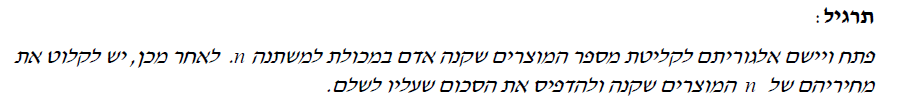 תרגיל:
פתח ויישם אלגוריתם לקליטת מספר המוצרים שקנה אדם במכולת למשתנה n. לאחר מכן, יש לקלוט את
מחיריהם של n המוצרים שקנה ולהדפיס את הסכום שעליו לשלם.